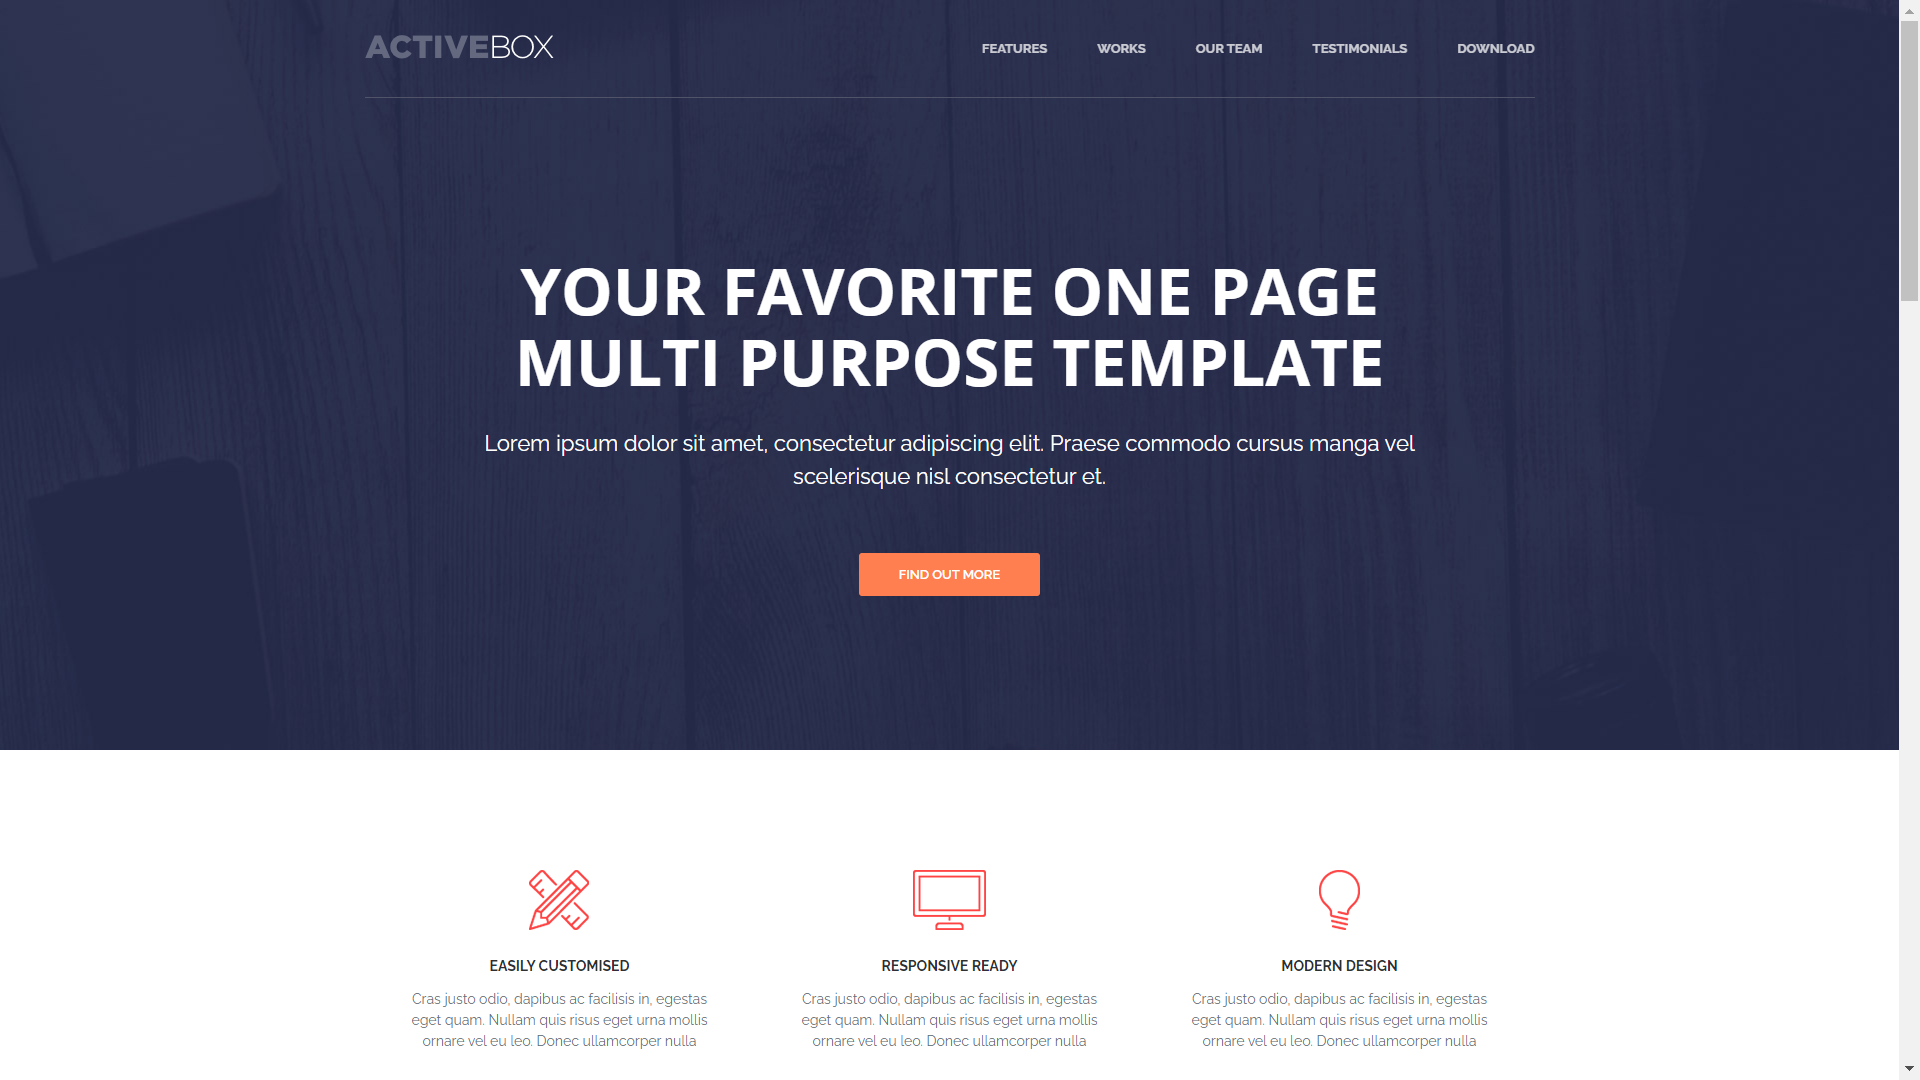 ACTIVEBOX
FEATURES WORKS OUR TEAM TESTIMONIALS DOWNLOAD
YOUR FAVORITE ONE PAGE
MULTI PURPOSE TEMPLATE
Lorem ipsum dolor sit amet, consectetur adipiscing elit. Praese commodo cursus manga vel
scelerisque nisl consectetur et.
FIND OUT MORE
EASILY CUSTOMISED
Cras justo odio, dapibus ac facilisis in, egestas
eget quam. Nullam quis risus eget urna mollis
ornare vel eu leo. Donec ullamcorper nulla
RESPONSIVE READY
Cras justo odio, dapibus ac facilisis in, egestas
eget quam. Nullam quis risus eget urna mollis
ornare vel eu leo. Donec ullamcorper nulla
MODERN DESIGN
Cras justo odio, dapibus ac facilisis in, egestas
eget quam. Nullam quis risus eget urna mollis
ornare vel eu leo. Donec ullamcorper nulla